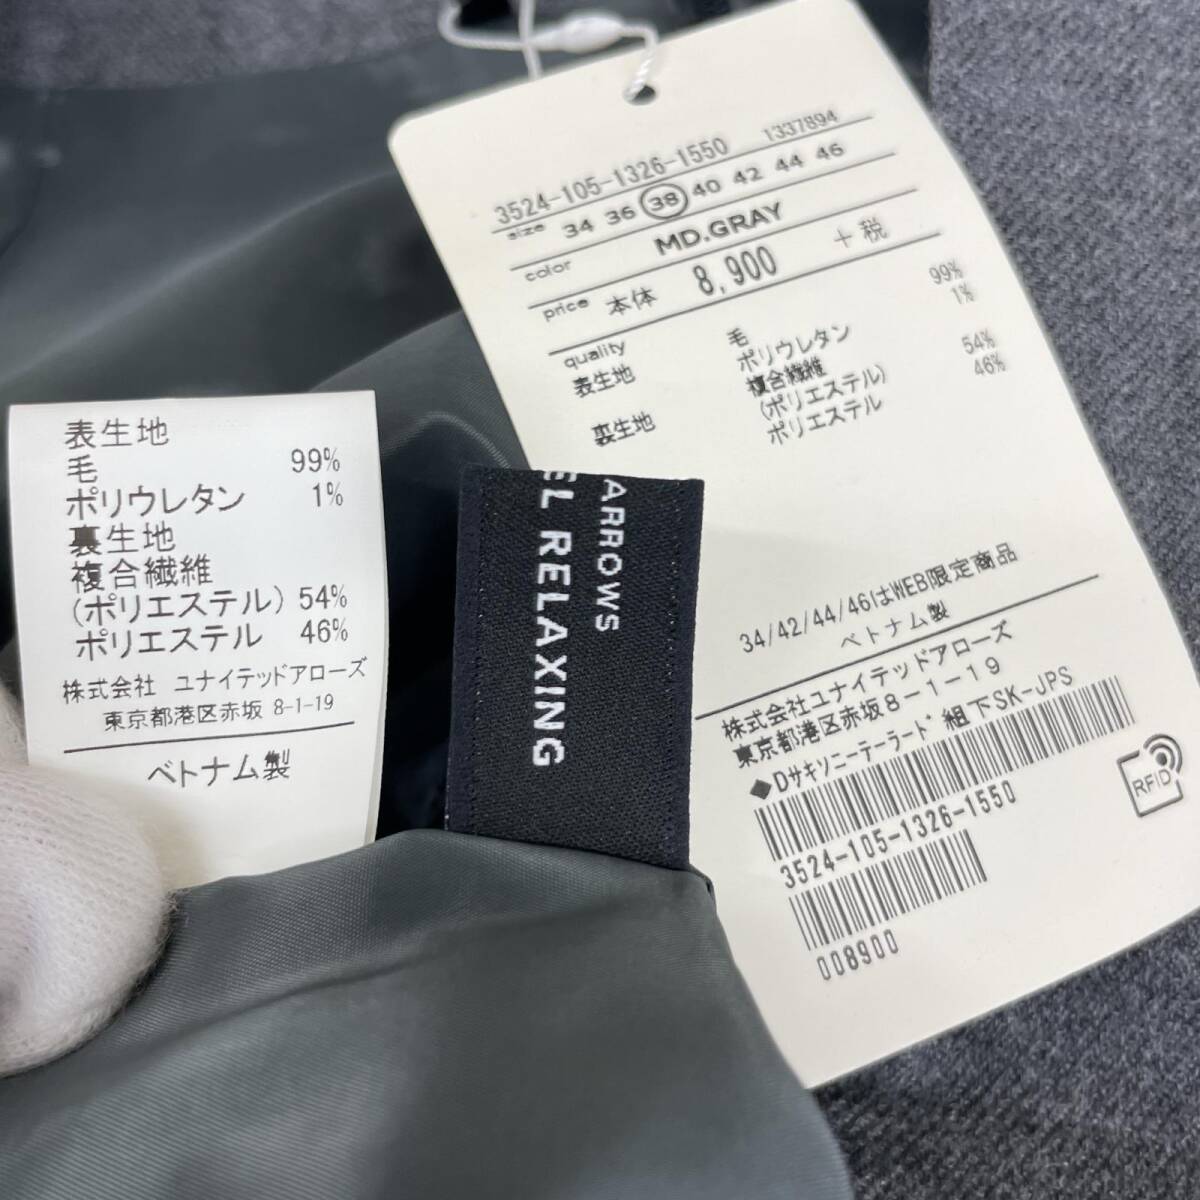 3524-105-1326-1550 1337894
size 34 36 38 40 42 44 46
color MD.GRAY
price 本体 8,900 +税
quality
表生地 毛 99%
ポリウレタン 1%
裏生地 複合繊維
(ポリエステル) 54%
ポリエステル 46%
34/42/44/46はWEB限定商品
ベトナム製
株式会社ユナイテッドアローズ
東京都港区赤坂8-1-19
◆Dサキソニーテーラード 組下SK-JPS
3524-105-1326-1550
008900
RFID
表生地
毛 99%
ポリウレタン 1%
裏生地
複合繊維
(ポリエステル) 54%
ポリエステル 46%
株式会社 ユナイテッドアローズ
東京都港区赤坂 8-1-19
ベトナム製
ARROWS
EL RELAXING